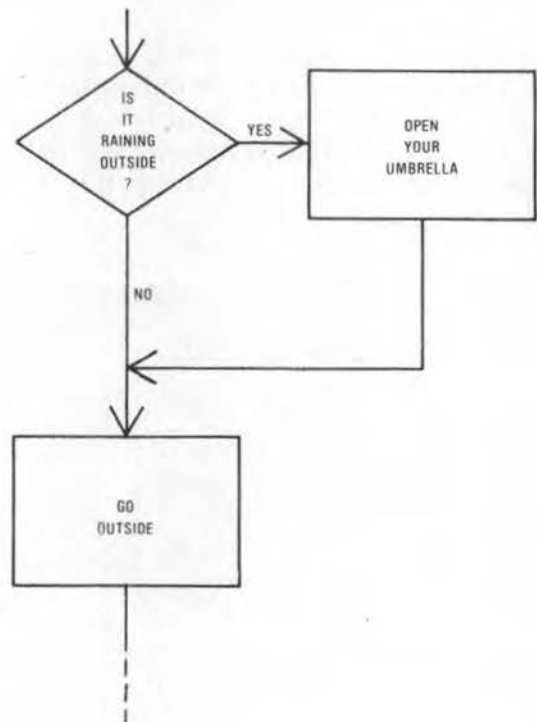 IS
IT
RAINING
OUTSIDE
?
YES
OPEN
YOUR
UMBRELLA
NO
GO
OUTSIDE